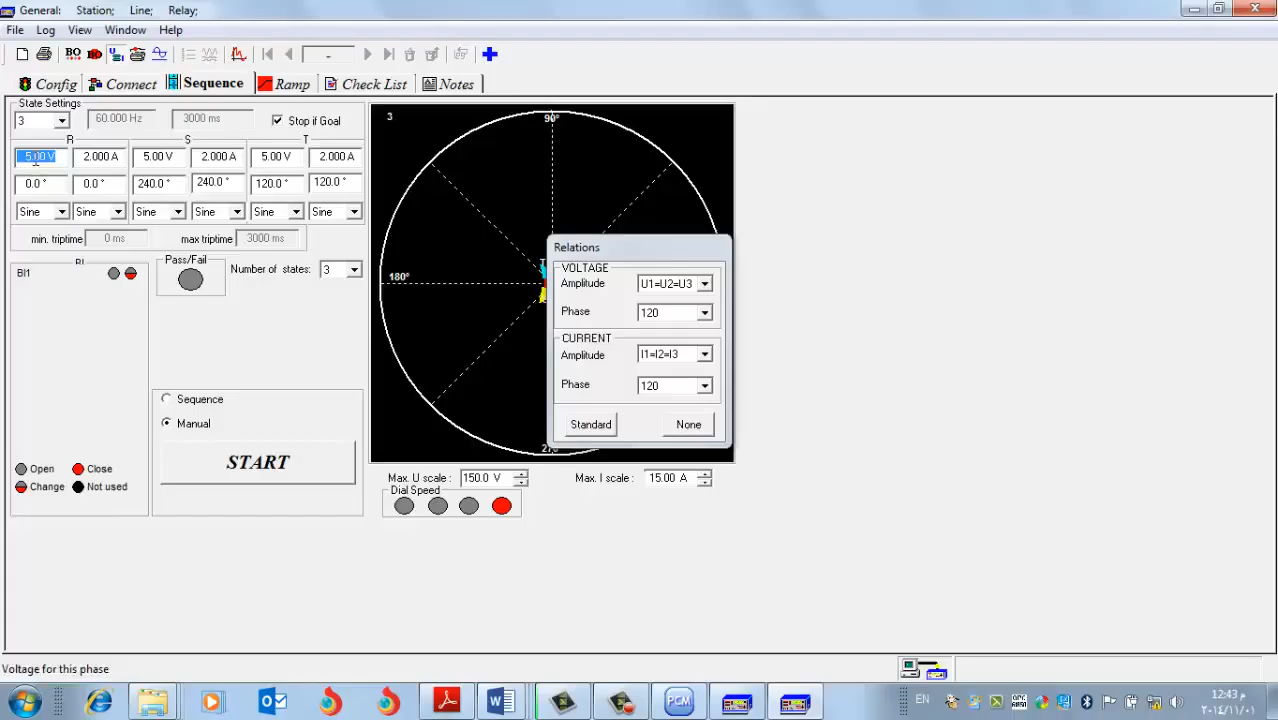 General: Station; Line; Relay;
File Log View Window Help
BO -
Config Connect Sequence Ramp Check List Notes
State Settings
3 60.000 Hz 3000 ms Stop if Goal
R S T
5.00 V 2.000 A 5.00 V 2.000 A 5.00 V 2.000 A
0.0 ° 0.0 ° 240.0 ° 240.0 ° 120.0 ° 120.0 °
Sine Sine Sine Sine Sine Sine
min. triptime 0 ms max triptime 3000 ms
BI
BI1
Pass/Fail
Number of states: 3
Sequence
Manual
START
Open Close
Change Not used
3
90°
180°
T
Relations
VOLTAGE
Amplitude U1=U2=U3
Phase 120
CURRENT
Amplitude I1=I2=I3
Phase 120
Standard None
Max. U scale : 150.0 V Max. I scale : 15.00 A
Dial Speed
Voltage for this phase
PCM
EN
12:43 م
٢٠١٤/١١/٠١